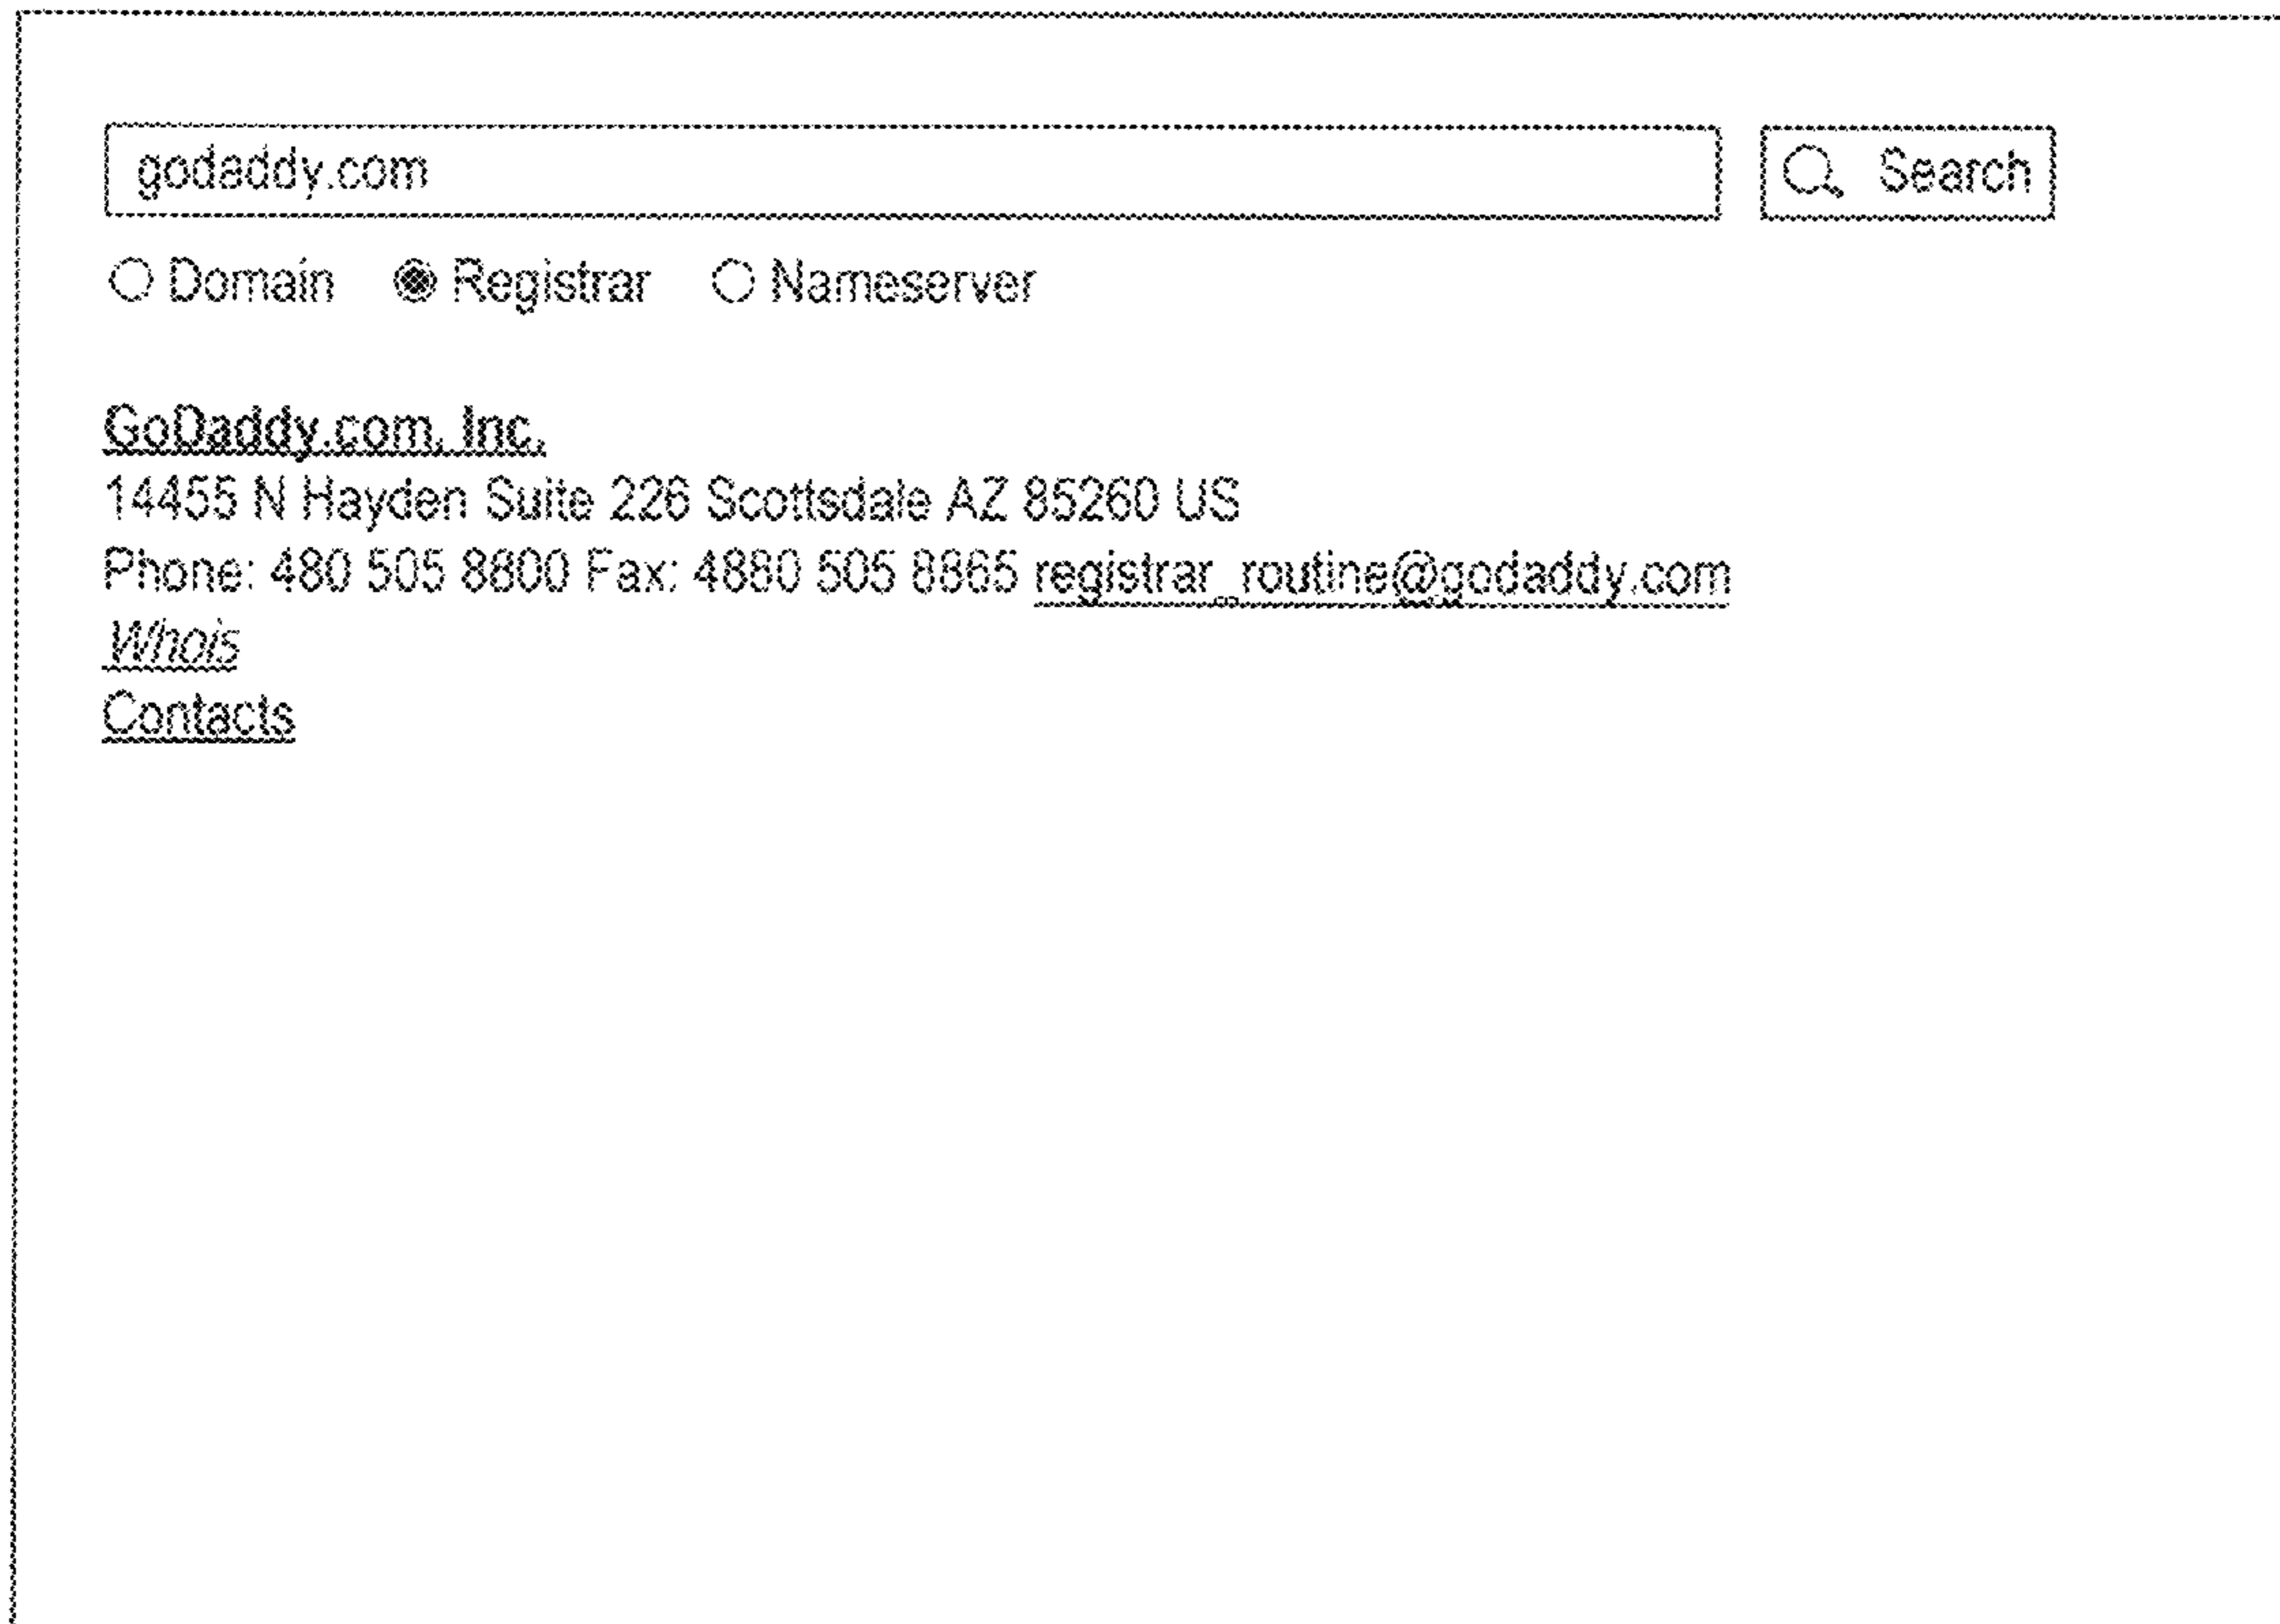 godaddy.com
Search
Domain Registrar Nameserver
GoDaddy.com, Inc.
14455 N Hayden Suite 226 Scottsdale AZ 85260 US
Phone: 480 505 8800 Fax: 4880 505 8865 registrar_routine@godaddy.com
Whois
Contacts